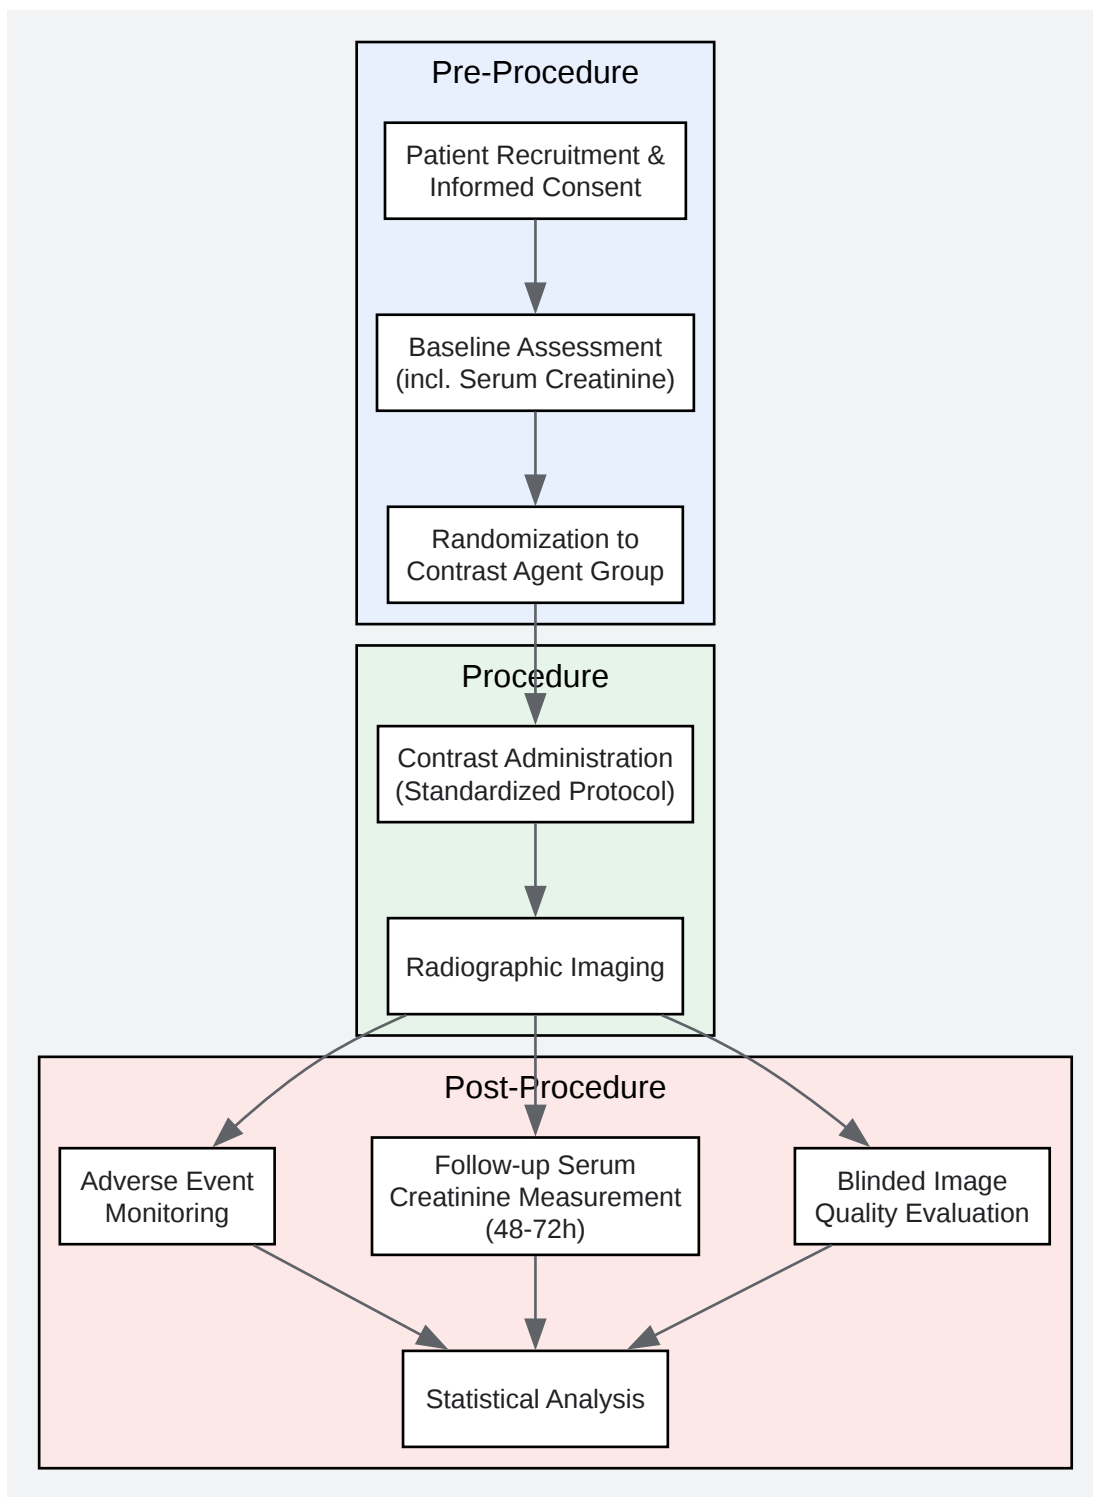 Pre-Procedure
Patient Recruitment &
Informed Consent
Baseline Assessment
(incl. Serum Creatinine)
Randomization to
Contrast Agent Group
Procedure
Contrast Administration
(Standardized Protocol)
Radiographic Imaging
Post-Procedure
Adverse Event
Monitoring
Follow-up Serum
Creatinine Measurement
(48-72h)
Blinded Image
Quality Evaluation
Statistical Analysis